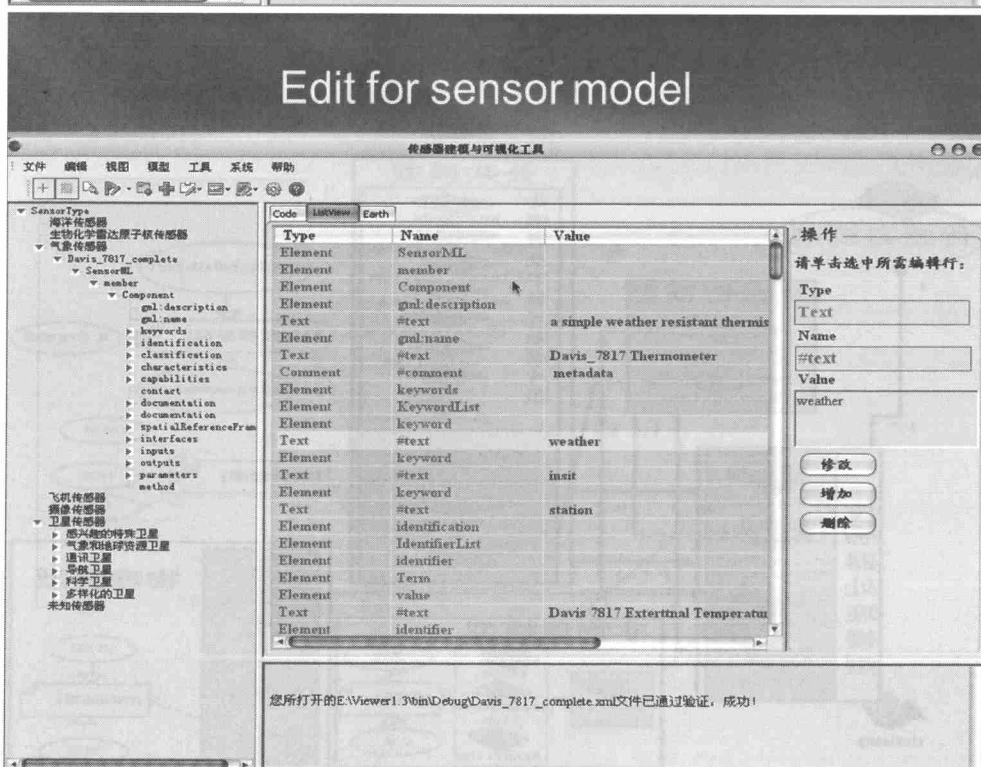 Edit for sensor model
传感器建模与可视化工具
文件 编辑 视图 模型 工具 系统 帮助
SensorType
海洋传感器
生物化学雷达原子核传感器
气象传感器
Davis_7817_complete
SensorML
member
Component
gml:description
gml:name
keywords
identification
classification
characteristics
capabilities
contact
documentation
documentation
spatialReferenceFram
interfaces
inputs
outputs
parameters
method
飞机传感器
摄像传感器
卫星传感器
感兴趣的特殊卫星
气象和地球资源卫星
通讯卫星
导航卫星
科学卫星
多样化的卫星
未知传感器
Code ListView Earth
Type Name Value
Element SensorML
Element member
Element Component
Element gml:description
Text #text a simple weather resistant thermis
Element gml:name
Text #text Davis_7817 Thermometer
Comment #comment metadata
Element keywords
Element KeywordList
Element keyword
Text #text weather
Element keyword
Text #text insit
Element keyword
Text #text station
Element identification
Element IdentifierList
Element identifier
Element Term
Element value
Text #text Davis 7817 Exterttnal Temperatur
Element identifier
操作
请单击选中所需编辑行：
Type
Text
Name
#text
Value
weather
修改
增加
删除
您所打开的E:\Viewer1.3\bin\Debug\Davis_7817_complete.xml文件已通过验证，成功！